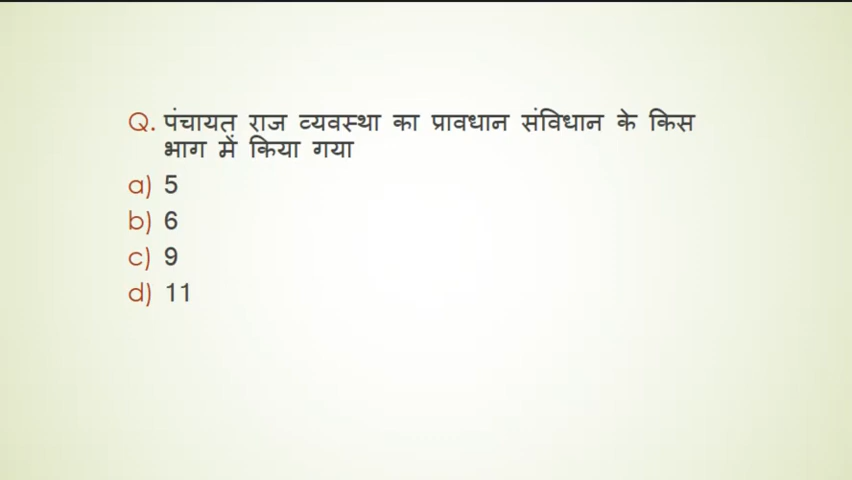 Q. पंचायत राज व्यवस्था का प्रावधान संविधान के किस
भाग में किया गया
a) 5
b) 6
c) 9
d) 11